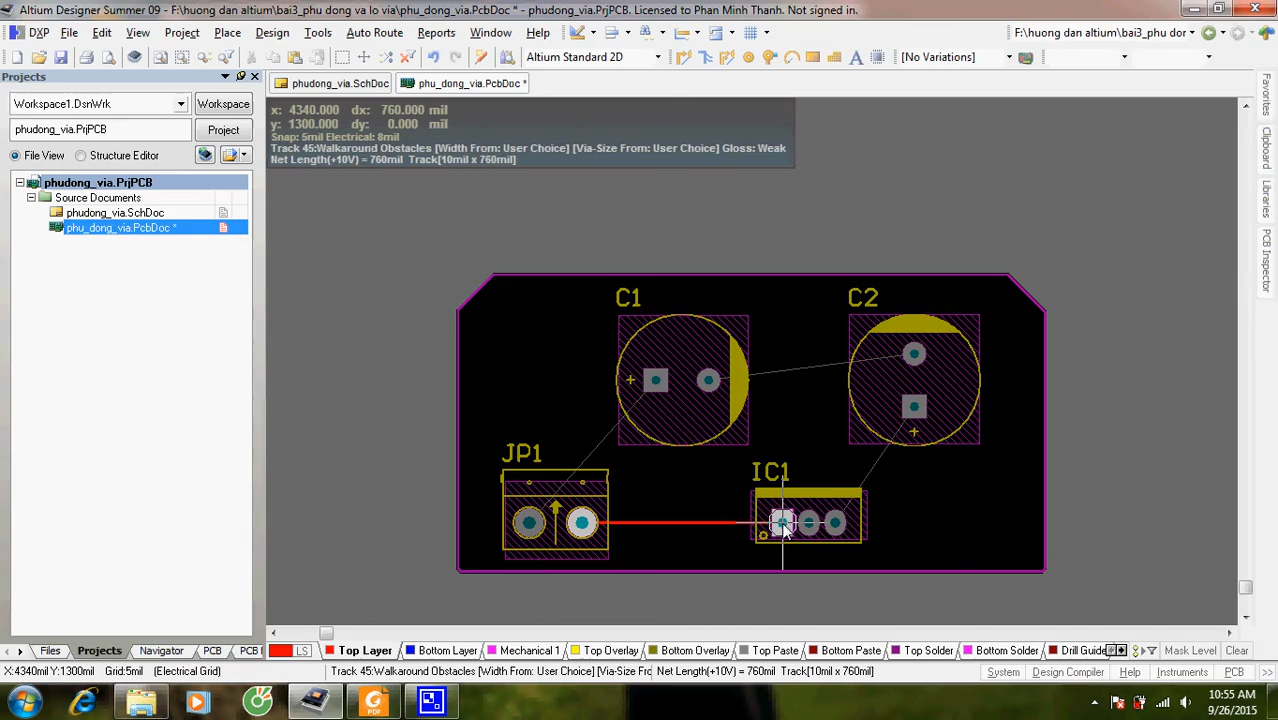 Altium Designer Summer 09 - F:\huong dan altium\bai3_phu dong va lo via\phu_dong_via.PcbDoc * - phudong_via.PrjPCB. Licensed to Phan Minh Thanh. Not signed in.
DXP File Edit View Project Place Design Tools Auto Route Reports Window Help
F:\huong dan altium\bai3_phu dor
Altium Standard 2D
[No Variations]
Projects
phudong_via.SchDoc
phu_dong_via.PcbDoc *
Workspace1.DsnWrk
Workspace
phudong_via.PrjPCB
Project
File View
Structure Editor
phudong_via.PrjPCB
Source Documents
phudong_via.SchDoc
phu_dong_via.PcbDoc *
x: 4340.000 dx: 760.000 mil
y: 1300.000 dy: 0.000 mil
Snap: 5mil Electrical: 8mil
Track 45:Walkaround Obstacles [Width From: User Choice] [Via-Size From: User Choice] Gloss: Weak
Net Length(+10V) = 760mil Track[10mil x 760mil]
C1
C2
JP1
IC1
Favorites
Clipboard
Libraries
PCB Inspector
Files
Projects
Navigator
PCB
PCB I
LS
Top Layer
Bottom Layer
Mechanical 1
Top Overlay
Bottom Overlay
Top Paste
Bottom Paste
Top Solder
Bottom Solder
Drill Guide
Mask Level
Clear
X:4340mil Y:1300mil Grid:5mil
(Electrical Grid)
Track 45:Walkaround Obstacles [Width From: User Choice] [Via-Size Frc
Net Length(+10V) = 760mil Track[10mil x 760mil]
System
Design Compiler
Help
Instruments
PCB
>>
PDF
10:55 AM
9/26/2015